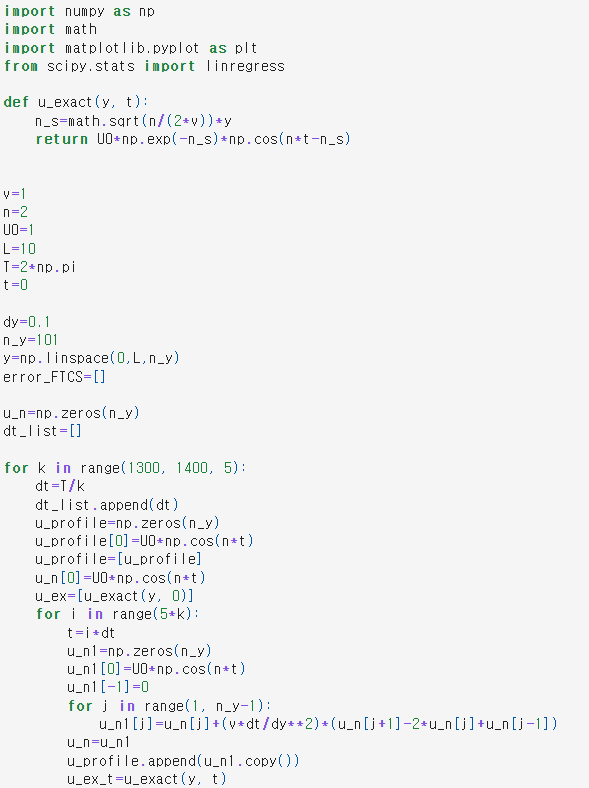 import numpy as np
import math
import matplotlib.pyplot as plt
from scipy.stats import linregress

def u_exact(y, t):
    n_s=math.sqrt(n/(2*v))*y
    return U0*np.exp(-n_s)*np.cos(n*t-n_s)


v=1
n=2
U0=1
L=10
T=2*np.pi
t=0

dy=0.1
n_y=101
y=np.linspace(0,L,n_y)
error_FTCS=[]

u_n=np.zeros(n_y)
dt_list=[]

for k in range(1300, 1400, 5):
    dt=T/k
    dt_list.append(dt)
    u_profile=np.zeros(n_y)
    u_profile[0]=U0*np.cos(n*t)
    u_profile=[u_profile]
    u_n[0]=U0*np.cos(n*t)
    u_ex=[u_exact(y, 0)]
    for i in range(5*k):
        t=i*dt
        u_n1=np.zeros(n_y)
        u_n1[0]=U0*np.cos(n*t)
        u_n1[-1]=0
        for j in range(1, n_y-1):
            u_n1[j]=u_n[j]+(v*dt/dy**2)*(u_n[j+1]-2*u_n[j]+u_n[j-1])
        u_n=u_n1
        u_profile.append(u_n1.copy())
        u_ex_t=u_exact(y, t)